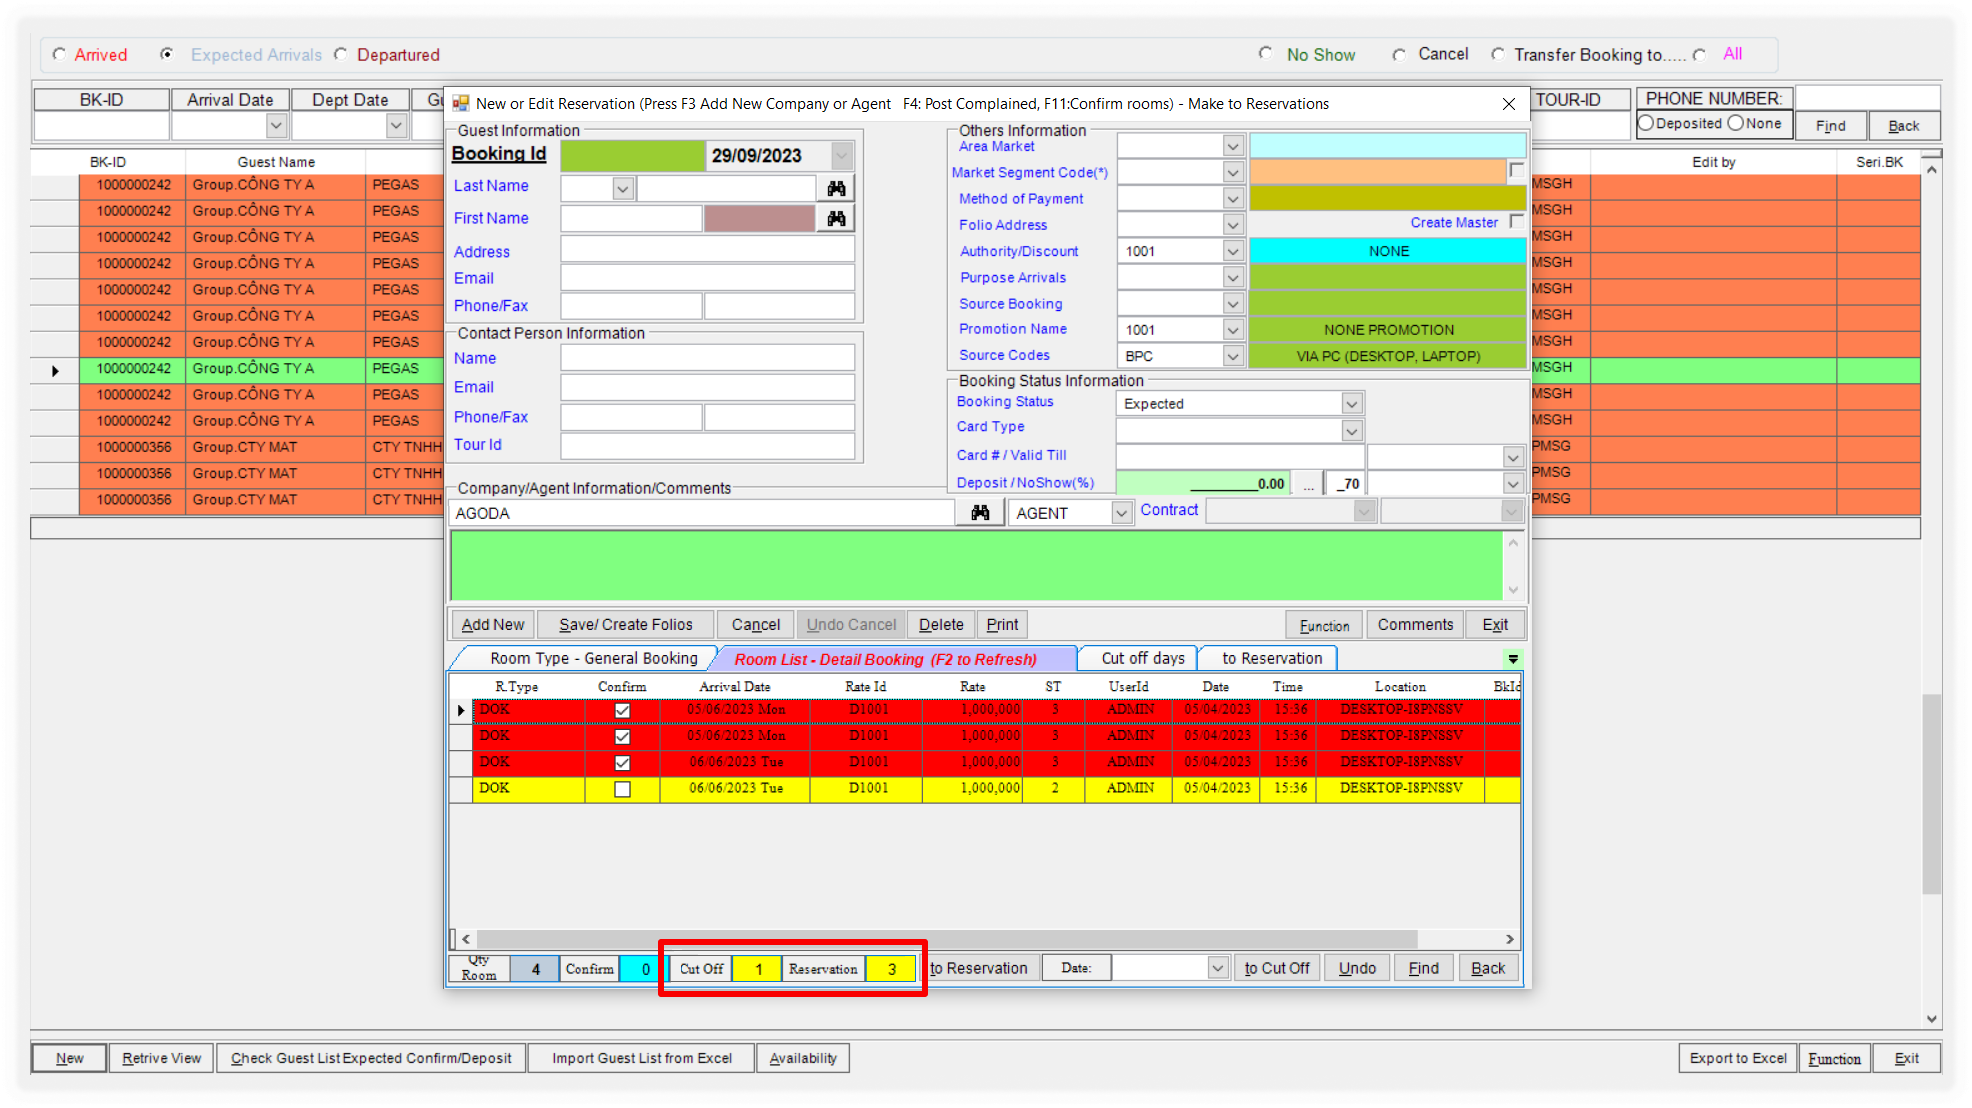 Arrived Expected Arrivals Departured No Show Cancel Transfer Booking to..... All
BK-ID Arrival Date Dept Date Gu TOUR-ID PHONE NUMBER:
Deposited None Find Back
BK-ID Guest Name Edit by Seri.BK
1000000242 Group.CÔNG TY A PEGAS MSGH
1000000242 Group.CÔNG TY A PEGAS MSGH
1000000242 Group.CÔNG TY A PEGAS MSGH
1000000242 Group.CÔNG TY A PEGAS MSGH
1000000242 Group.CÔNG TY A PEGAS MSGH
1000000242 Group.CÔNG TY A PEGAS MSGH
1000000242 Group.CÔNG TY A PEGAS MSGH
1000000242 Group.CÔNG TY A PEGAS MSGH
1000000242 Group.CÔNG TY A PEGAS MSGH
1000000242 Group.CÔNG TY A PEGAS MSGH
1000000356 Group.CTY MAT CTY TNHH PMSG
1000000356 Group.CTY MAT CTY TNHH PMSG
1000000356 Group.CTY MAT CTY TNHH PMSG
New or Edit Reservation (Press F3 Add New Company or Agent F4: Post Complained, F11:Confirm rooms) - Make to Reservations
Guest Information
Booking Id 29/09/2023
Last Name
First Name
Address
Email
Phone/Fax
Contact Person Information
Name
Email
Phone/Fax
Tour Id
Others Information
Area Market
Market Segment Code(*)
Method of Payment
Folio Address Create Master
Authority/Discount 1001 NONE
Purpose Arrivals
Source Booking
Promotion Name 1001 NONE PROMOTION
Source Codes BPC VIA PC (DESKTOP, LAPTOP)
Booking Status Information
Booking Status Expected
Card Type
Card # / Valid Till
Deposit / NoShow(%) _________0.00 ... _70
Company/Agent Information/Comments
AGODA AGENT Contract
Add New Save/ Create Folios Cancel Undo Cancel Delete Print Function Comments Exit
Room Type - General Booking Room List - Detail Booking (F2 to Refresh) Cut off days to Reservation
R.Type Confirm Arrival Date Rate Id Rate ST UserId Date Time Location BkId
DOK 05/06/2023 Mon D1001 1,000,000 3 ADMIN 05/04/2023 15:36 DESKTOP-I8PNSSV
DOK 05/06/2023 Mon D1001 1,000,000 3 ADMIN 05/04/2023 15:36 DESKTOP-I8PNSSV
DOK 06/06/2023 Tue D1001 1,000,000 3 ADMIN 05/04/2023 15:36 DESKTOP-I8PNSSV
DOK 06/06/2023 Tue D1001 1,000,000 2 ADMIN 05/04/2023 15:36 DESKTOP-I8PNSSV
Qty Room 4 Confirm 0 Cut Off 1 Reservation 3 to Reservation Date: to Cut Off Undo Find Back
New Retrive View Check Guest List Expected Confirm/Deposit Import Guest List from Excel Availability Export to Excel Function Exit